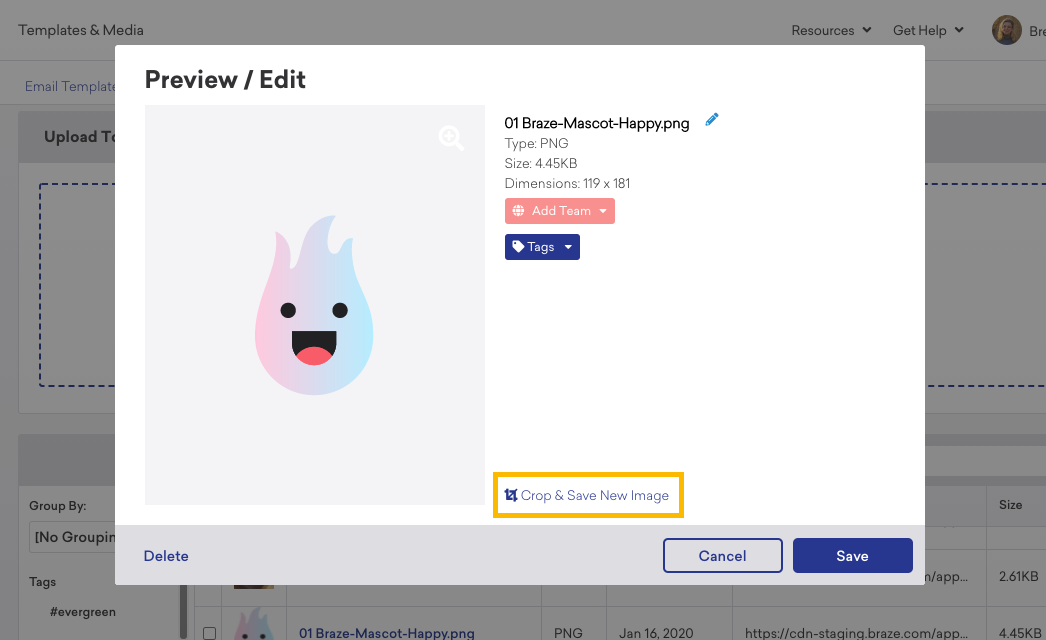 Templates & Media
Resources
Get Help
Bre
Email Template
Upload To
Preview / Edit
01 Braze-Mascot-Happy.png
Type: PNG
Size: 4.45KB
Dimensions: 119 x 181
Add Team
Tags
Crop & Save New Image
Group By:
[No Groupin
Tags
#evergreen
Size
Delete
Cancel
Save
m/app...
2.61KB
01 Braze-Mascot-Happy.png
PNG
Jan 16, 2020
https://cdn-staging.braze.com/app...
4.45KB